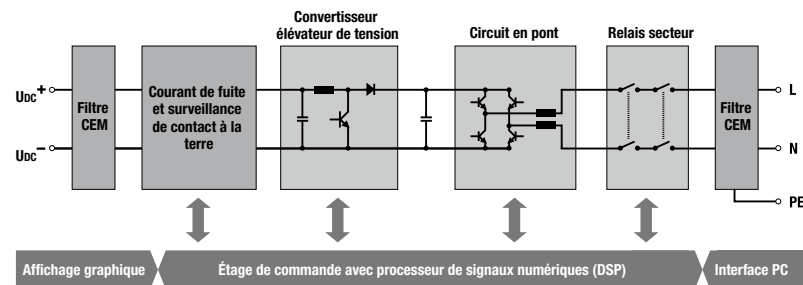 Convertisseur
élévateur de tension
Circuit en pont
Relais secteur
UDC+
Filtre
CEM
Courant de fuite
et surveillance
de contact à la
terre
Filtre
CEM
L
UDC–
N
PE
Affichage graphique
Étage de commande avec processeur de signaux numériques (DSP)
Interface PC